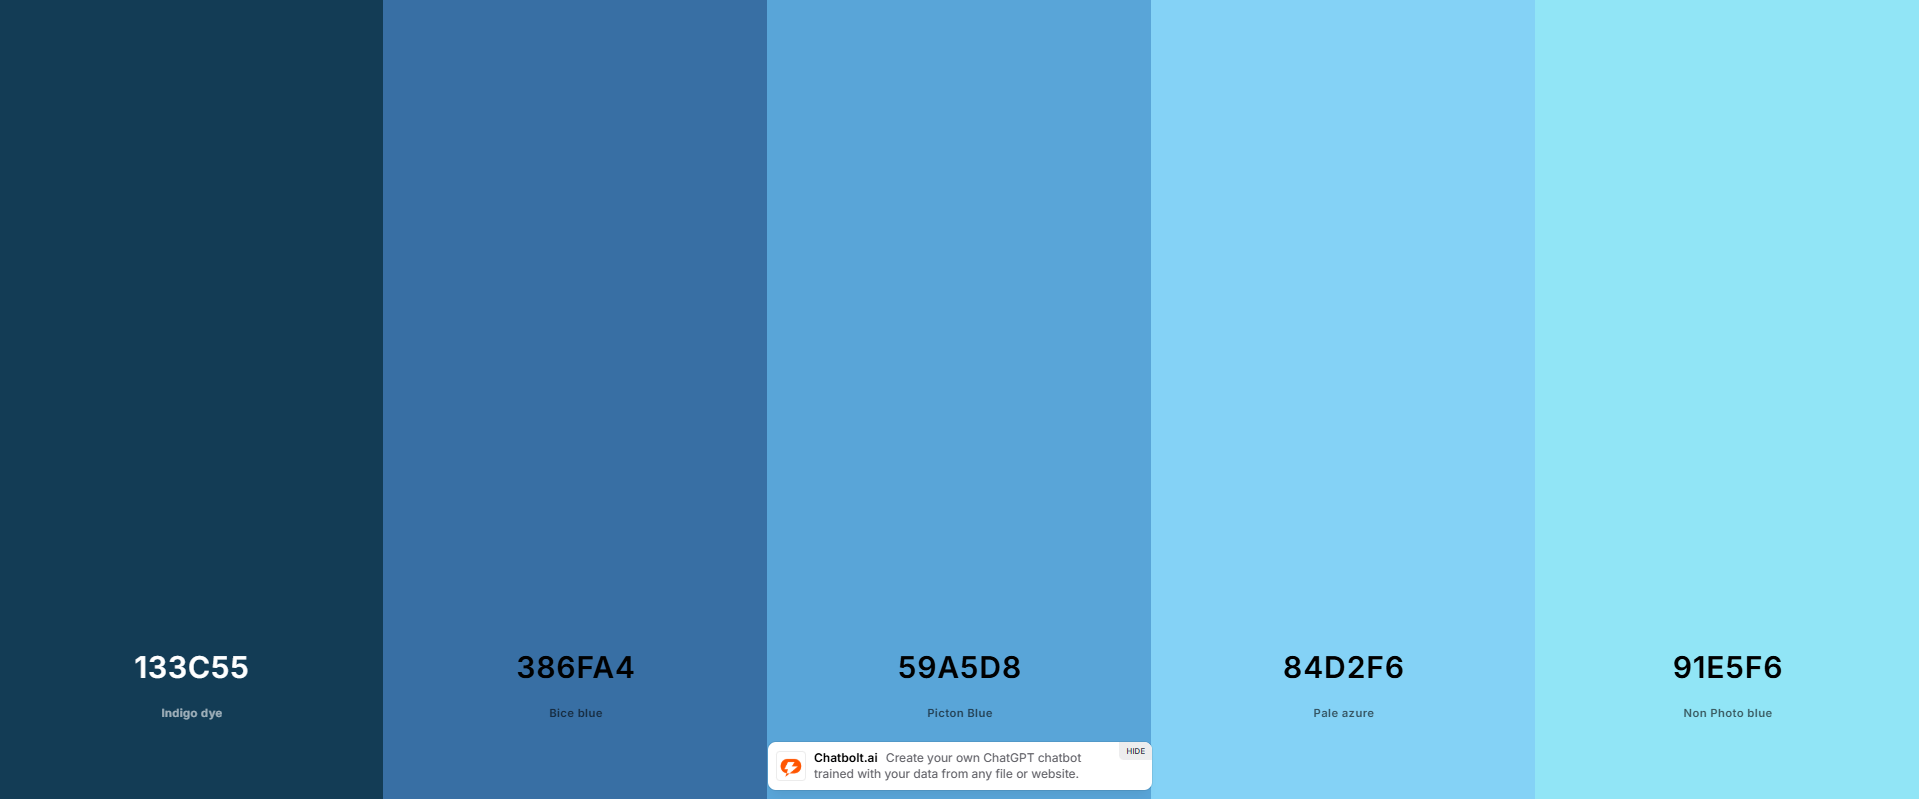 133C55
Indigo dye
386FA4
Bice blue
59A5D8
Picton Blue
84D2F6
Pale azure
91E5F6
Non Photo blue
Chatbolt.ai Create your own ChatGPT chatbot
trained with your data from any file or website.
HIDE